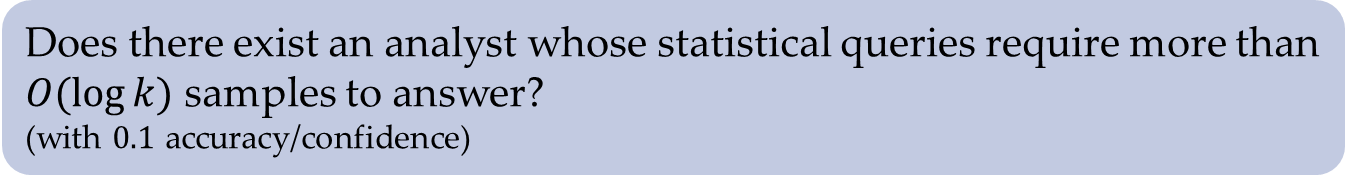 Does there exist an analyst whose statistical queries require more than
O(log k) samples to answer?
(with 0.1 accuracy/confidence)